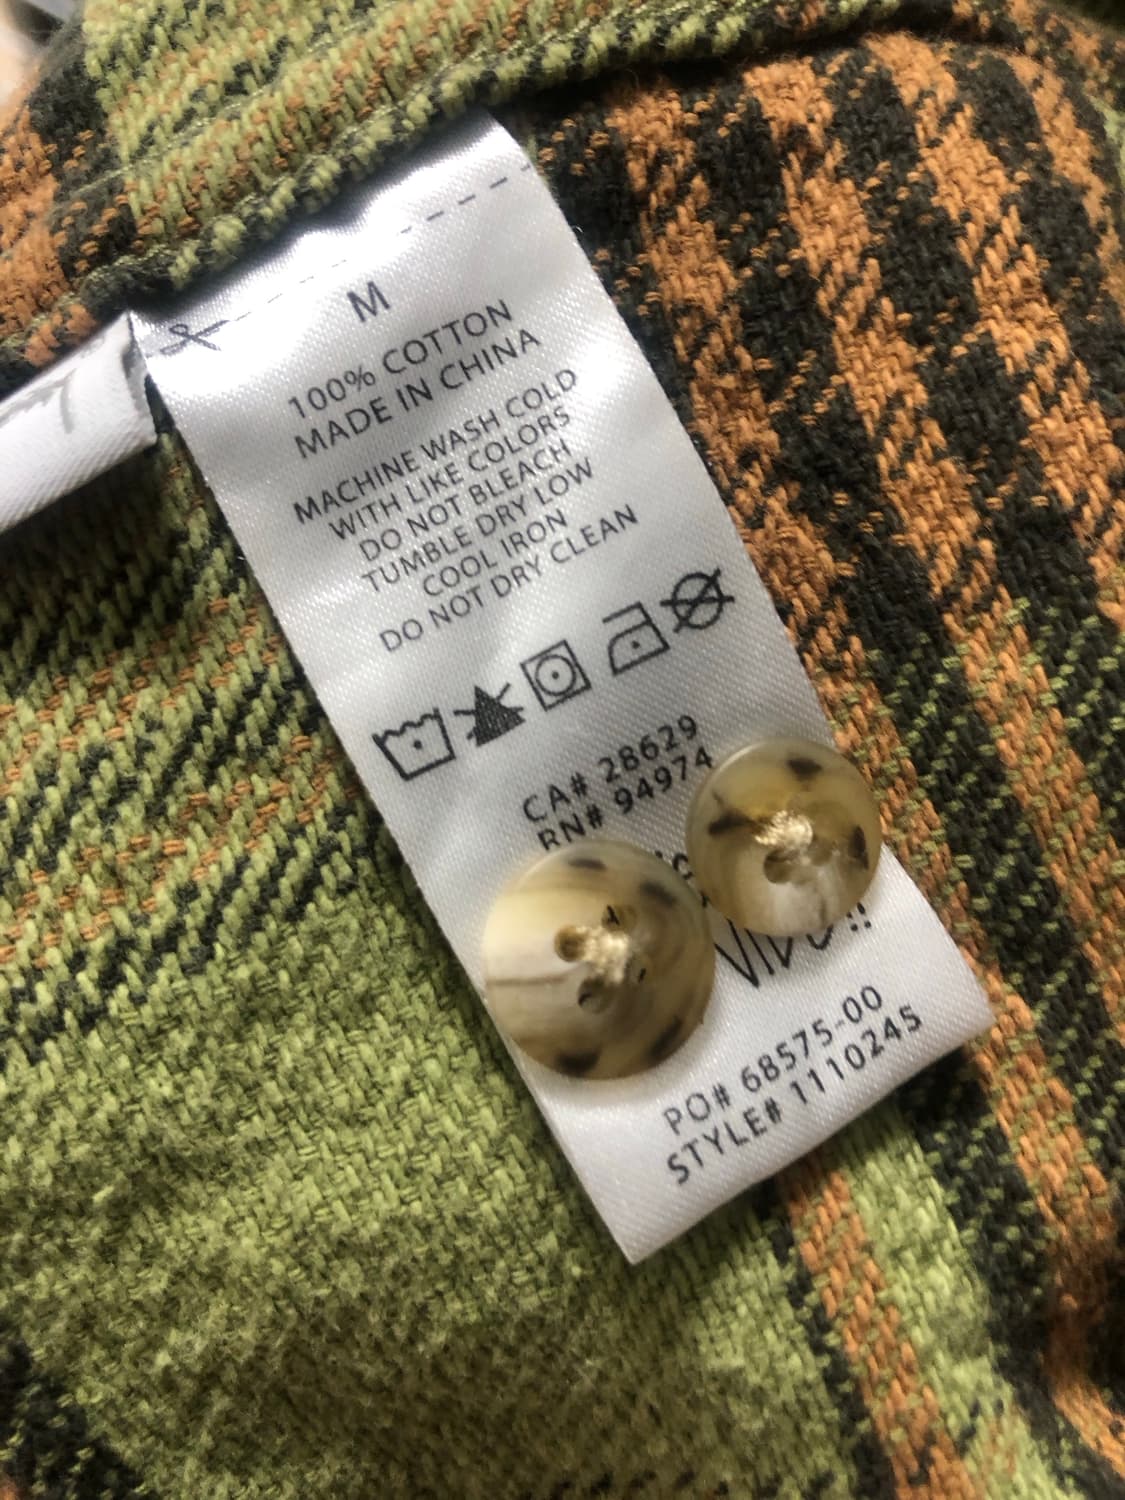 M
100% COTTON
MADE IN CHINA
MACHINE WASH COLD
WITH LIKE COLORS
DO NOT BLEACH
TUMBLE DRY LOW
COOL IRON
DO NOT DRY CLEAN
CA# 28629
RN# 94974
PO# 68575-00
STYLE# 1110245